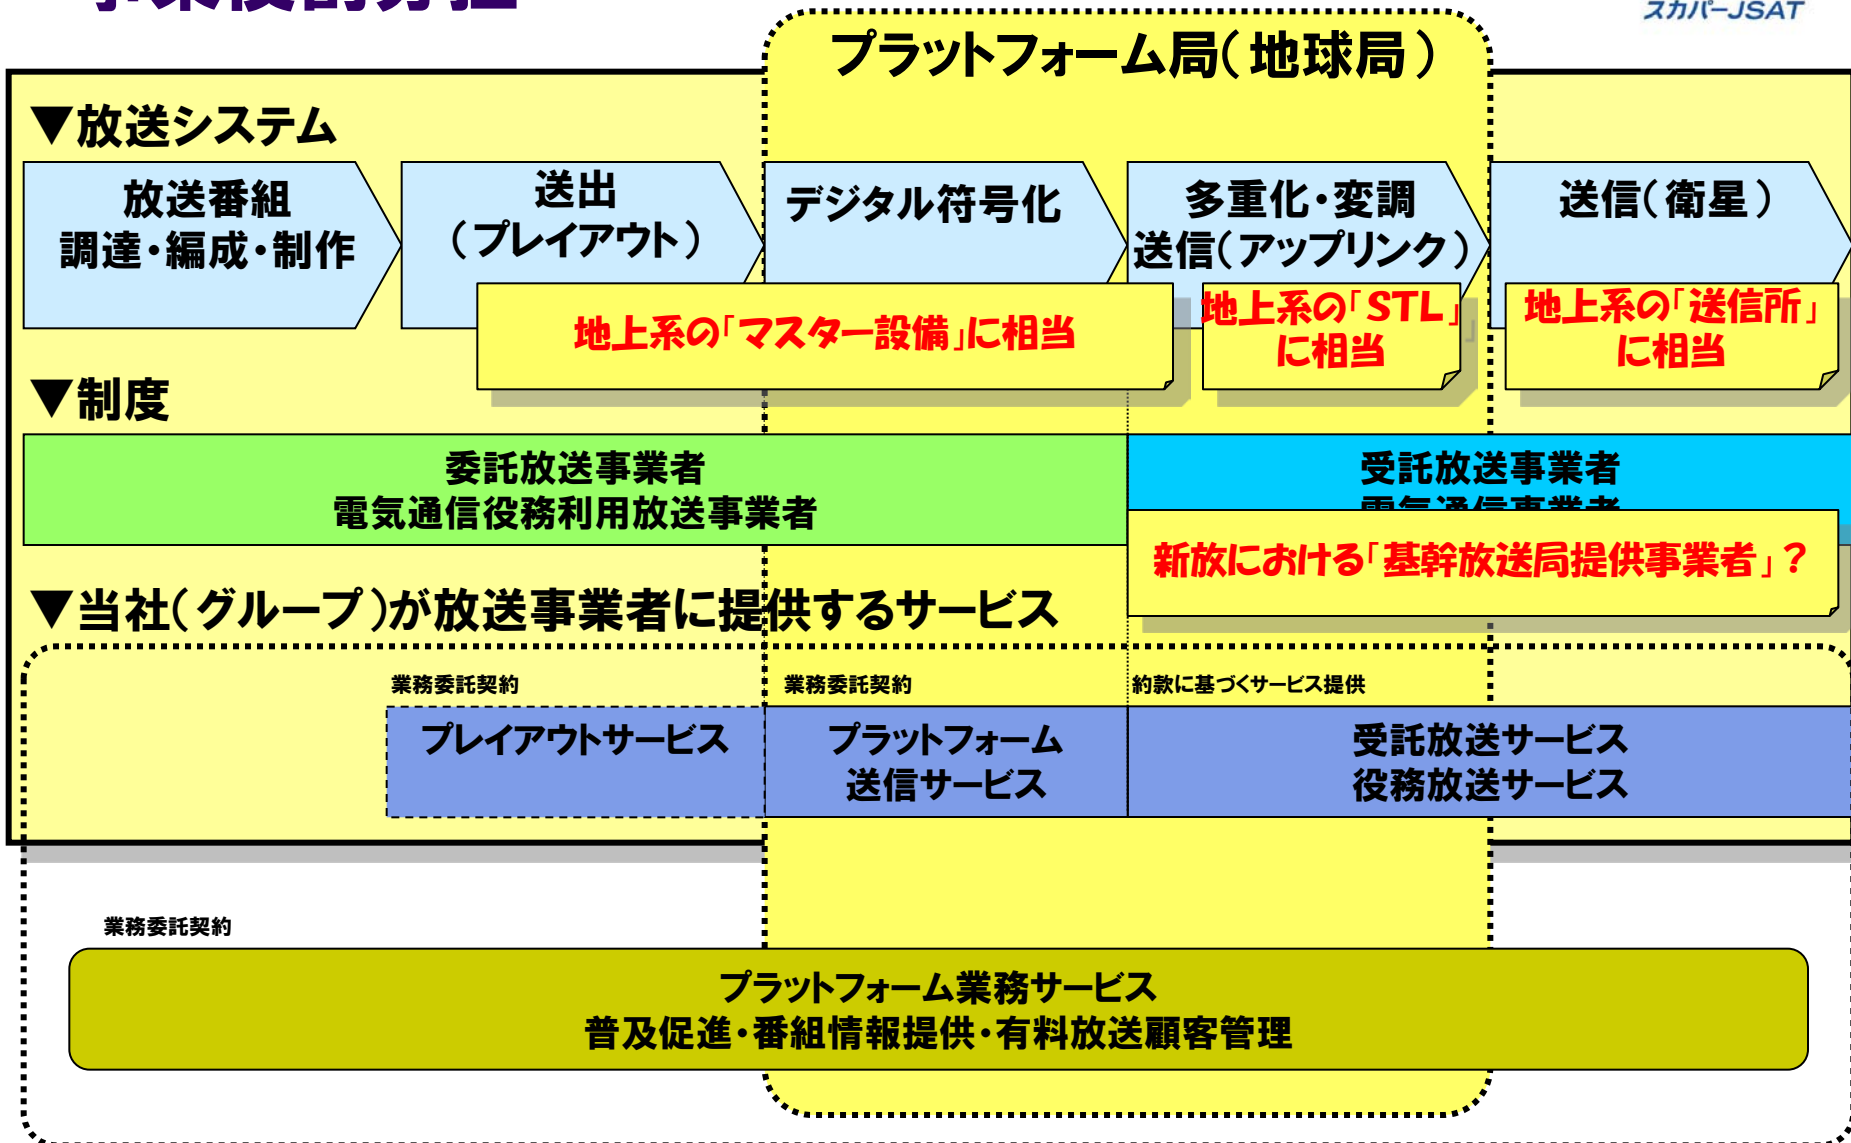 事業役割分担
スカパーJSAT
プラットフォーム局(地球局)
▼放送システム
放送番組
調達・編成・制作
送出
(プレイアウト)
デジタル符号化
多重化・変調
送信(アップリンク)
送信(衛星)
地上系の「マスター設備」に相当
地上系の「STL」
に相当
地上系の「送信所」
に相当
▼制度
委託放送事業者
電気通信役務利用放送事業者
受託放送事業者
電気通信事業者
新放における「基幹放送局提供事業者」?
▼当社(グループ)が放送事業者に提供するサービス
業務委託契約
業務委託契約
約款に基づくサービス提供
プレイアウトサービス
プラットフォーム
送信サービス
受託放送サービス
役務放送サービス
業務委託契約
プラットフォーム業務サービス
普及促進・番組情報提供・有料放送顧客管理